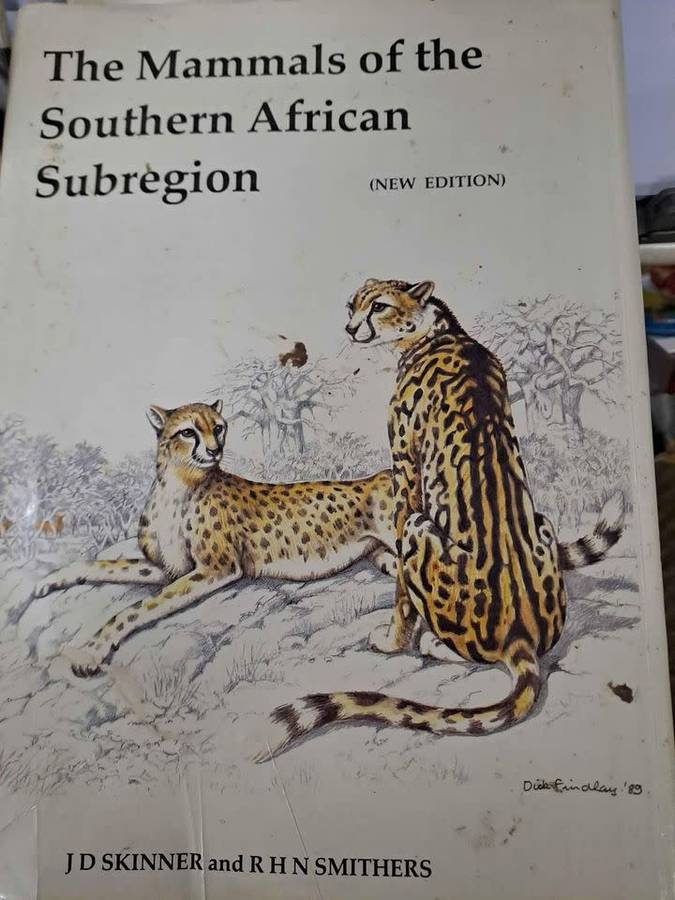 The Mammals of the
Southern African
Subregion
(NEW EDITION)
Dick Findlay '89
J D SKINNER and R H N SMITHERS